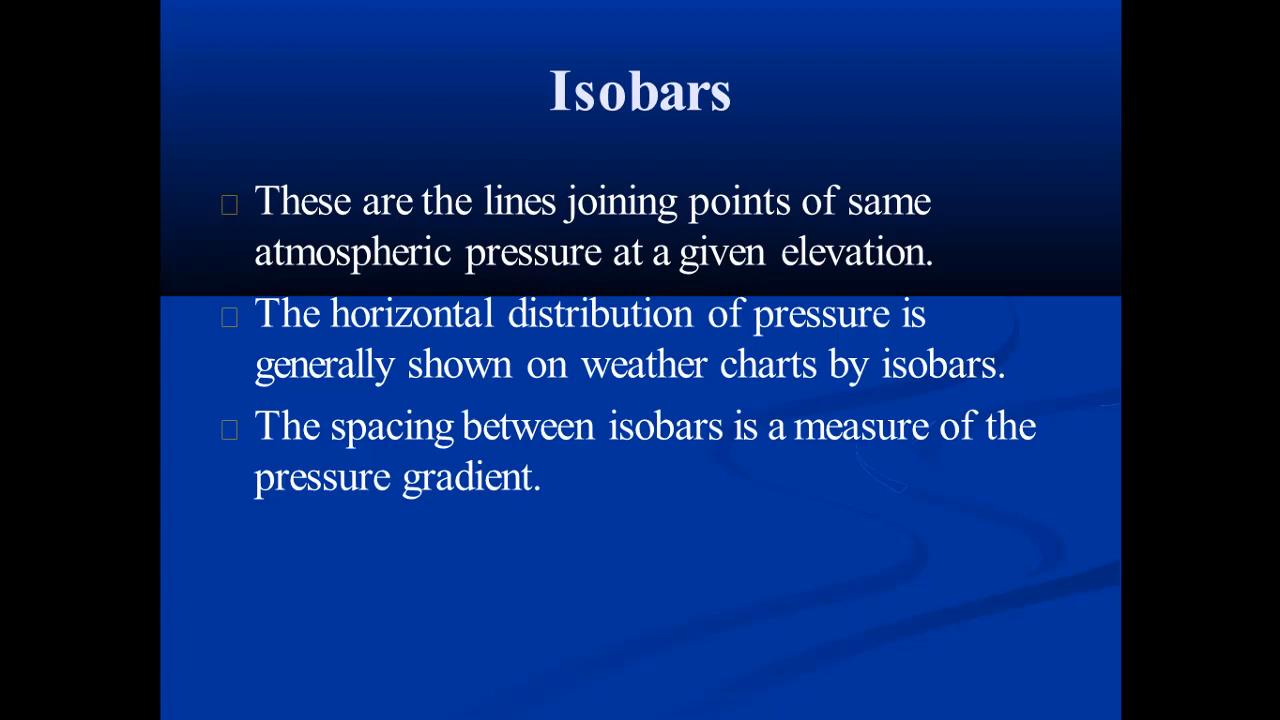 Isobars
These are the lines joining points of same
atmospheric pressure at a given elevation.
The horizontal distribution of pressure is
generally shown on weather charts by isobars.
The spacing between isobars is a measure of the
pressure gradient.